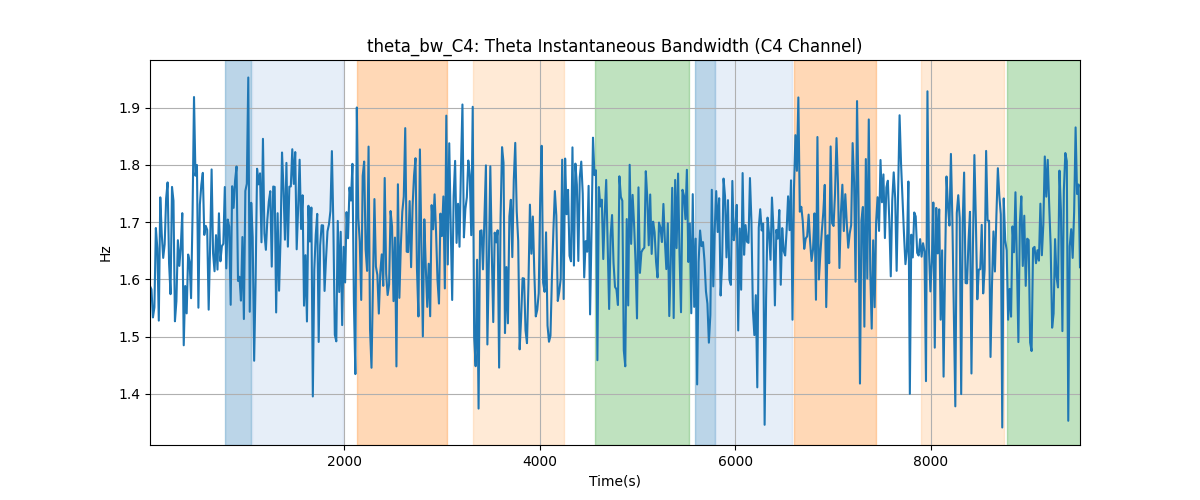 theta_bw_C4: Theta Instantaneous Bandwidth (C4 Channel)
Hz
1.9
1.8
1.7
1.6
1.5
1.4
2000 4000 6000 8000
Time(s)